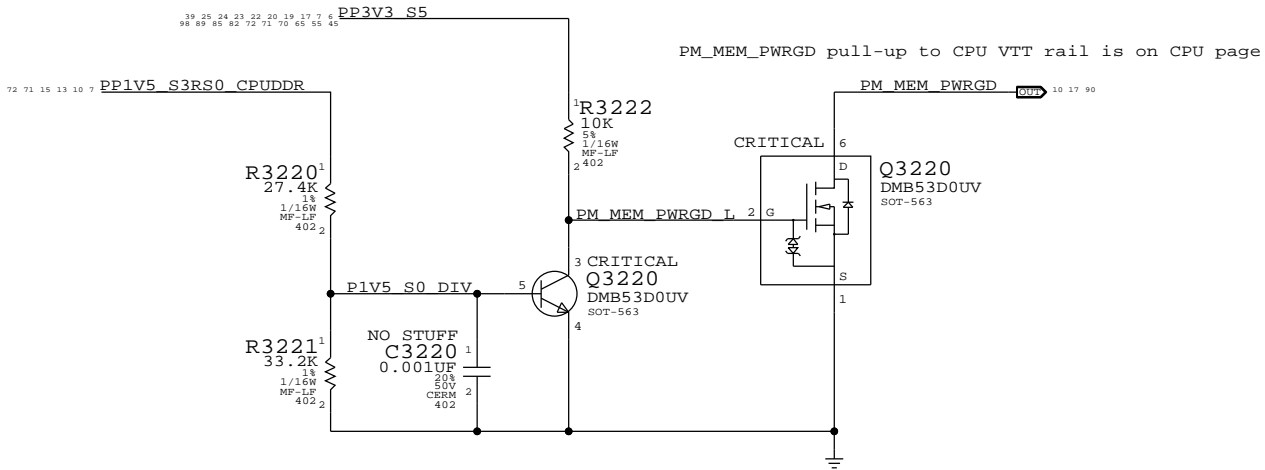 39 25 24 23 22 20 19 17 7 6
98 89 85 82 72 71 70 65 55 45
PP3V3_S5
PM_MEM_PWRGD pull-up to CPU VTT rail is on CPU page
72 71 15 13 10 7
PP1V5_S3RS0_CPUDDR
PM_MEM_PWRGD
OUT
10 17 90
1
R3222
10K
5%
1/16W
MF-LF
402
2
CRITICAL
6
D
Q3220
DMB53D0UV
SOT-563
R3220
1
27.4K
1%
1/16W
MF-LF
402
2
PM_MEM_PWRGD_L
2
G
S
1
3
CRITICAL
Q3220
DMB53D0UV
SOT-563
P1V5_S0_DIV
5
4
R3221
1
33.2K
1%
1/16W
MF-LF
402
2
NO STUFF
C3220
1
0.001UF
20%
50V
CERM
402
2